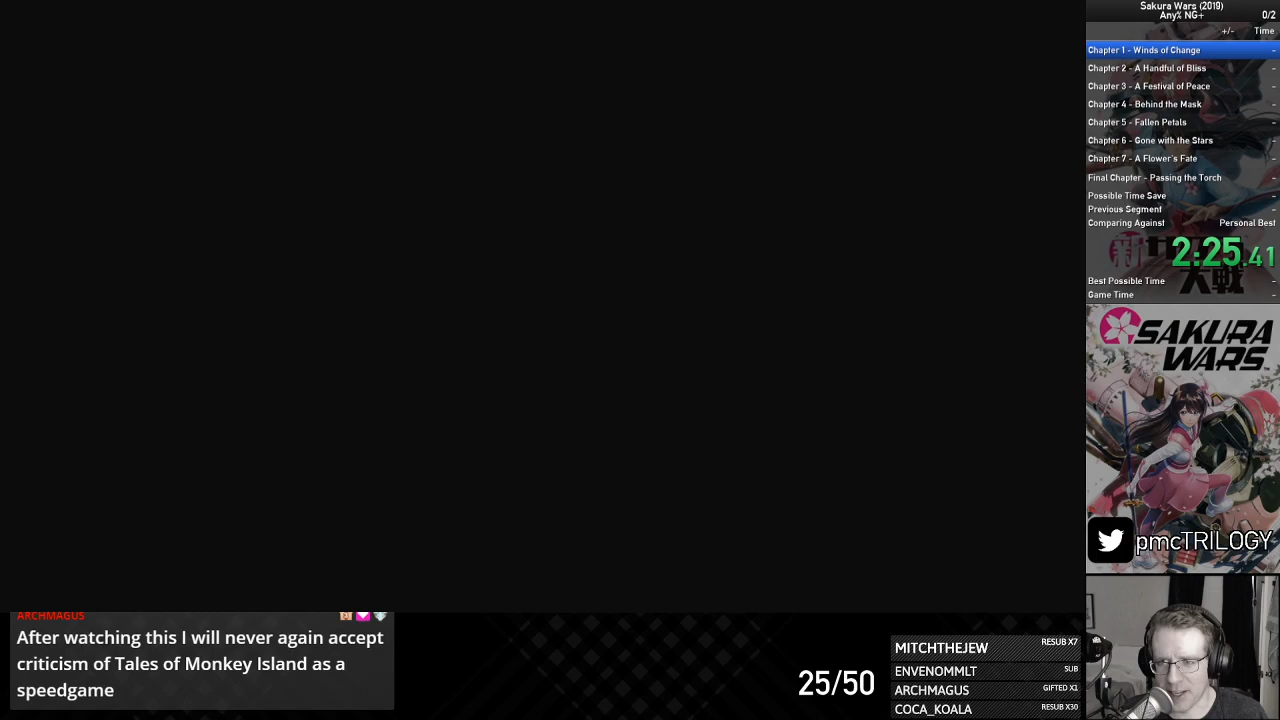 Sakura Wars (2019)
Any% NG+ 0/2
+/- Time
Chapter 1 - Winds of Change -
Chapter 2 - A Handful of Bliss -
Chapter 3 - A Festival of Peace -
Chapter 4 - Behind the Mask -
Chapter 5 - Fallen Petals -
Chapter 6 - Gone with the Stars -
Chapter 7 - A Flower's Fate -
Final Chapter - Passing the Torch -
Possible Time Save -
Previous Segment -
Comparing Against Personal Best
2:25.41
Best Possible Time -
Game Time -
SAKURA
WARS
pmcTRILOGY
ARCHMAGUS
After watching this I will never again accept
criticism of Tales of Monkey Island as a
speedgame
25/50
MITCHTHEJEW RESUB X7
ENVENOMMLT SUB
ARCHMAGUS GIFTED X1
COCA_KOALA RESUB X30